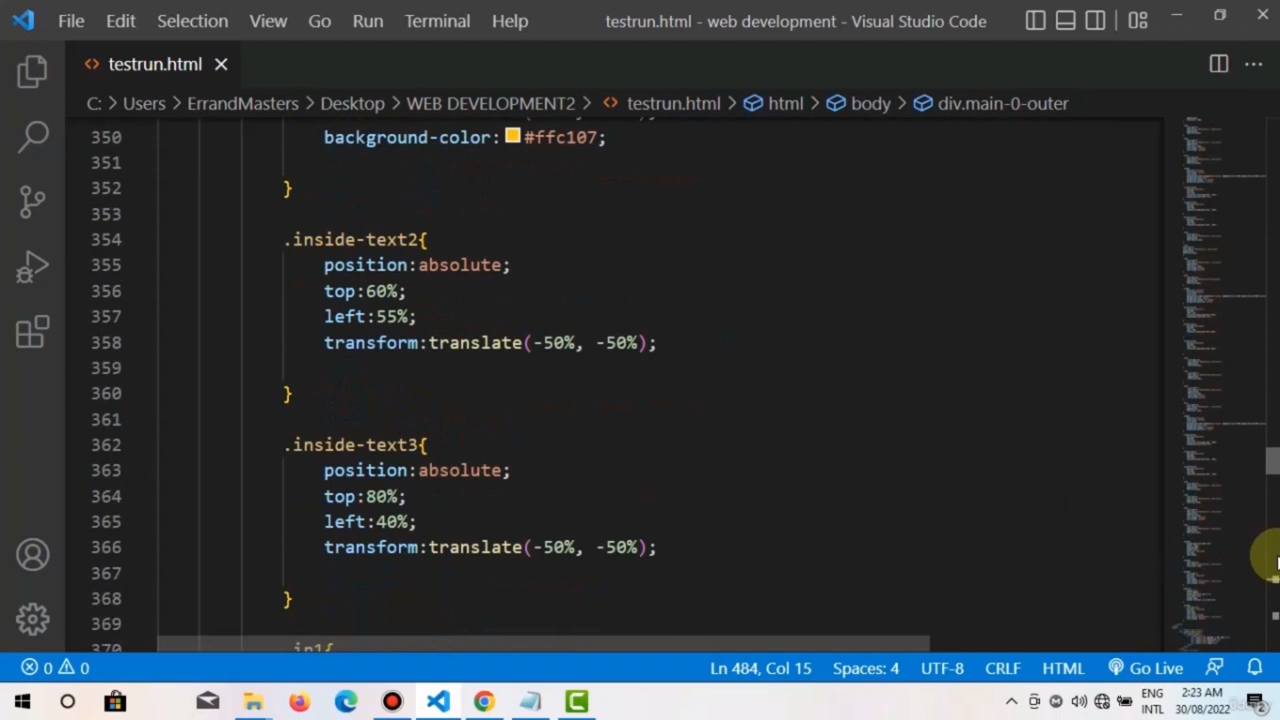 File Edit Selection View Go Run Terminal Help testrun.html - web development - Visual Studio Code
testrun.html
C: > Users > ErrandMasters > Desktop > WEB DEVELOPMENT2 > testrun.html > html > body > div.main-0-outer
350 background-color: #ffc107;
351
352 }
353
354 .inside-text2{
355 position:absolute;
356 top:60%;
357 left:55%;
358 transform:translate(-50%, -50%);
359
360 }
361
362 .inside-text3{
363 position:absolute;
364 top:80%;
365 left:40%;
366 transform:translate(-50%, -50%);
367
368 }
369
370
0 0 Ln 484, Col 15 Spaces: 4 UTF-8 CRLF HTML Go Live
ENG 2:23 AM
INTL 30/08/2022